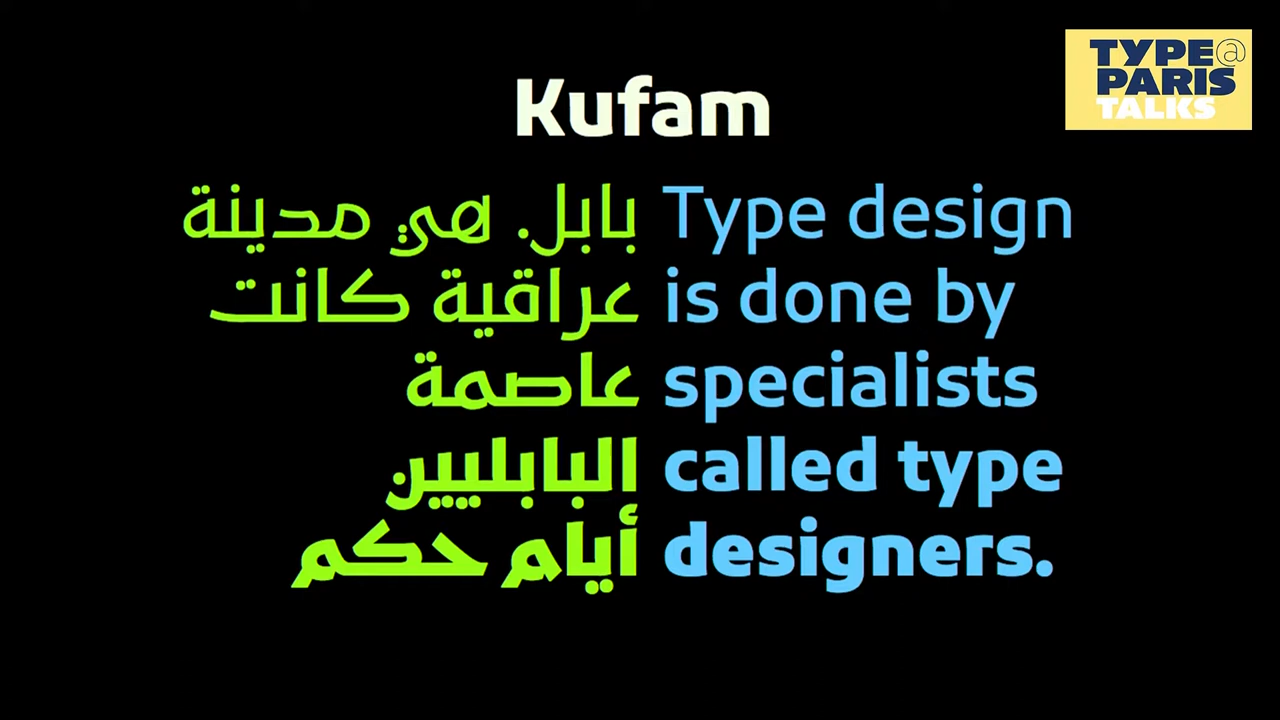 TYPE@
PARIS
TALKS
Kufam
بابل. هي مدينة
عراقية كانت
عاصمة
البابليين
أيام حكم
Type design
is done by
specialists
called type
designers.